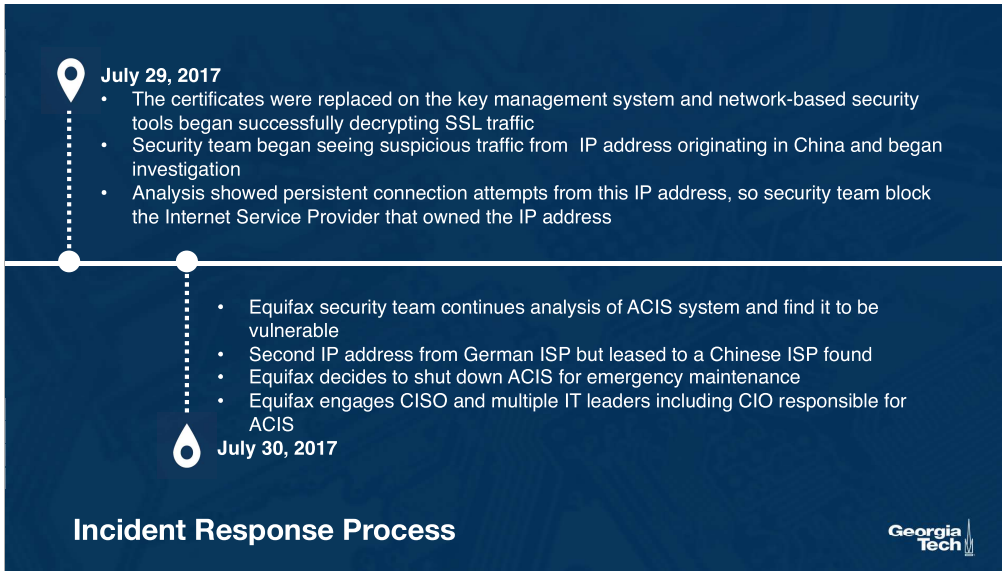 July 29, 2017
• The certificates were replaced on the key management system and network-based security
tools began successfully decrypting SSL traffic
• Security team began seeing suspicious traffic from  IP address originating in China and began
investigation
• Analysis showed persistent connection attempts from this IP address, so security team block
the Internet Service Provider that owned the IP address
• Equifax security team continues analysis of ACIS system and find it to be
vulnerable
• Second IP address from German ISP but leased to a Chinese ISP found
• Equifax decides to shut down ACIS for emergency maintenance
• Equifax engages CISO and multiple IT leaders including CIO responsible for
ACIS
July 30, 2017
Incident Response Process
Georgia
Tech